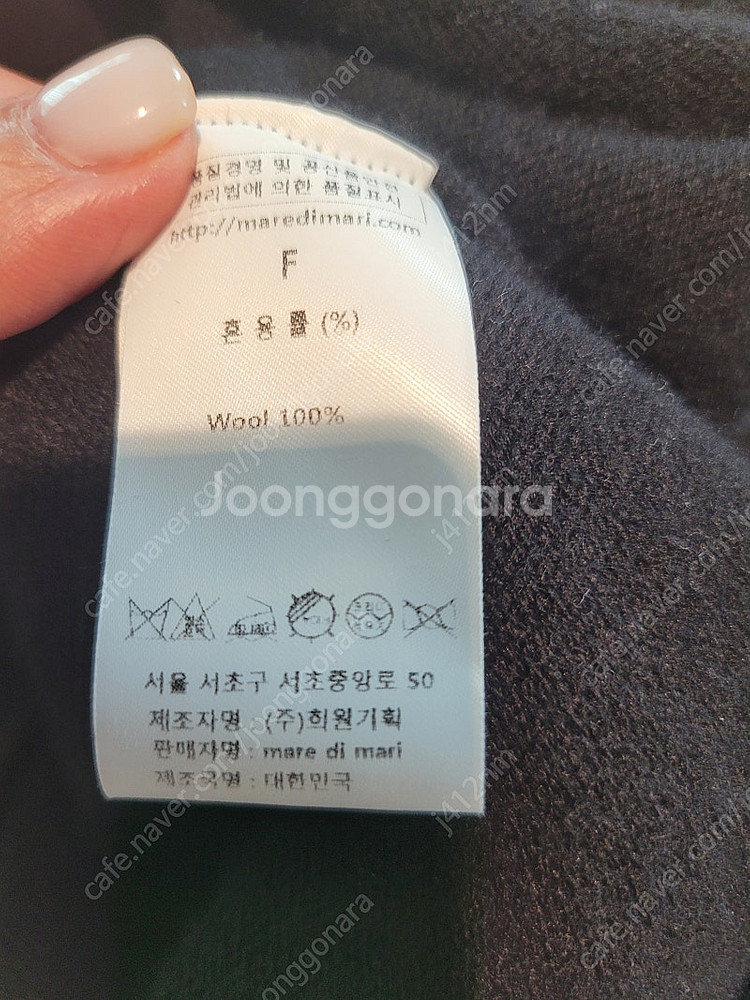 품질경영 및 공산품안전
관리법에 의한 품질표시
http://maredimari.com
F
혼용률 (%)
Wool 100%
Joonggonara
서울 서초구 서초중앙로 50
제조자명 : (주)희원기획
판매자명 : mare di mari
제조국명 : 대한민국